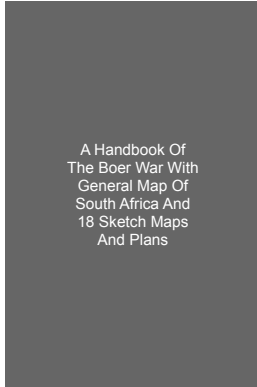 A Handbook Of
The Boer War With
General Map Of
South Africa And
18 Sketch Maps
And Plans